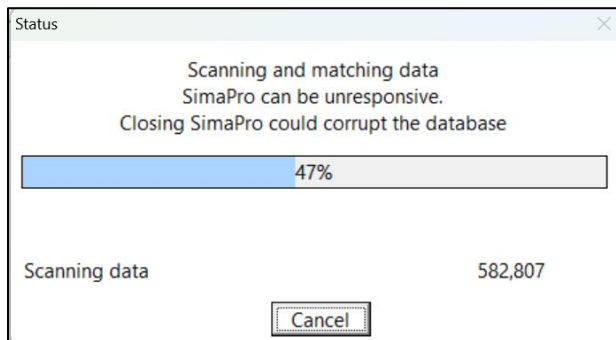 Status
Scanning and matching data
SimaPro can be unresponsive.
Closing SimaPro could corrupt the database
47%
Scanning data 582,807
Cancel